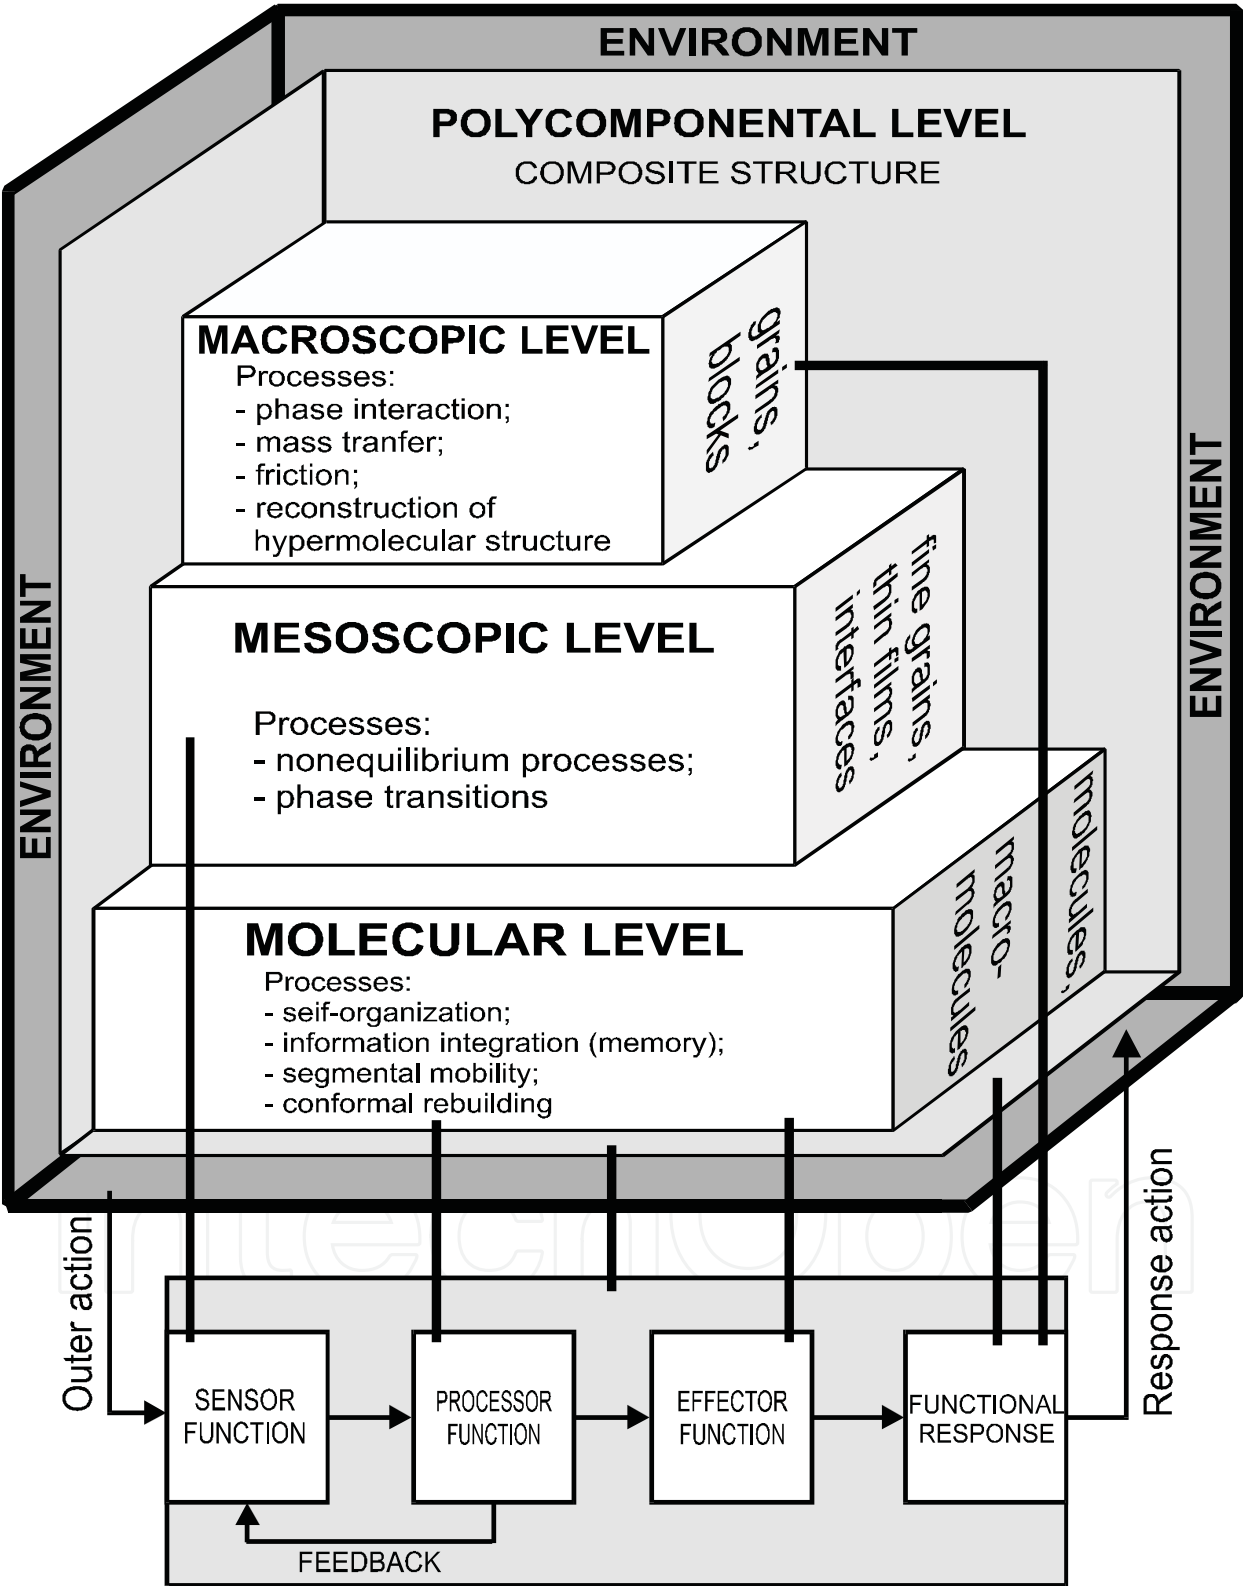 ENVIRONMENT
POLYCOMPONENTAL LEVEL
COMPOSITE STRUCTURE
MACROSCOPIC LEVEL
Processes:
- phase interaction;
- mass tranfer;
- friction;
- reconstruction of
hypermolecular structure
grains,
blocks
MESOSCOPIC LEVEL
Processes:
- nonequilibrium processes;
- phase transitions
fine grains,
thin films,
interfaces
MOLECULAR LEVEL
Processes:
- seif-organization;
- information integration (memory);
- segmental mobility;
- conformal rebuilding
molecules,
macro-
molecules
ENVIRONMENT
ENVIRONMENT
IntechOpen
Outer action
Response action
SENSOR
FUNCTION
PROCESSOR
FUNCTION
EFFECTOR
FUNCTION
FUNCTIONAL
RESPONSE
FEEDBACK